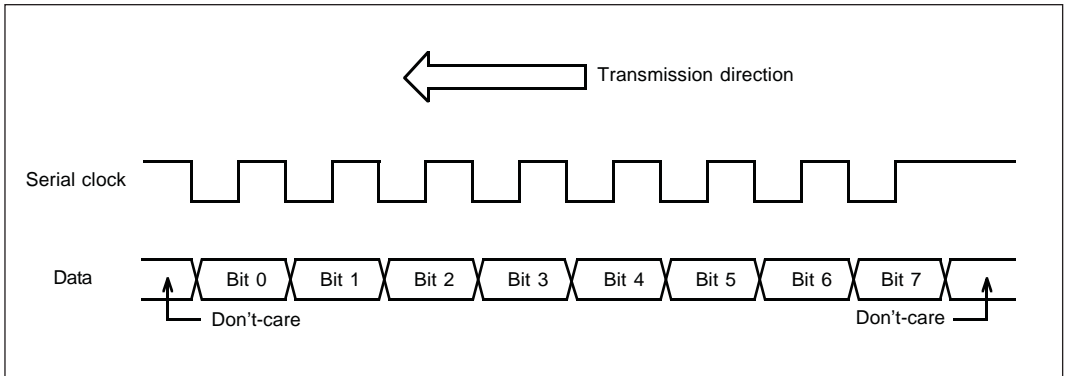 Transmission direction
Serial clock
Data
Bit 0
Bit 1
Bit 2
Bit 3
Bit 4
Bit 5
Bit 6
Bit 7
Don't-care
Don't-care